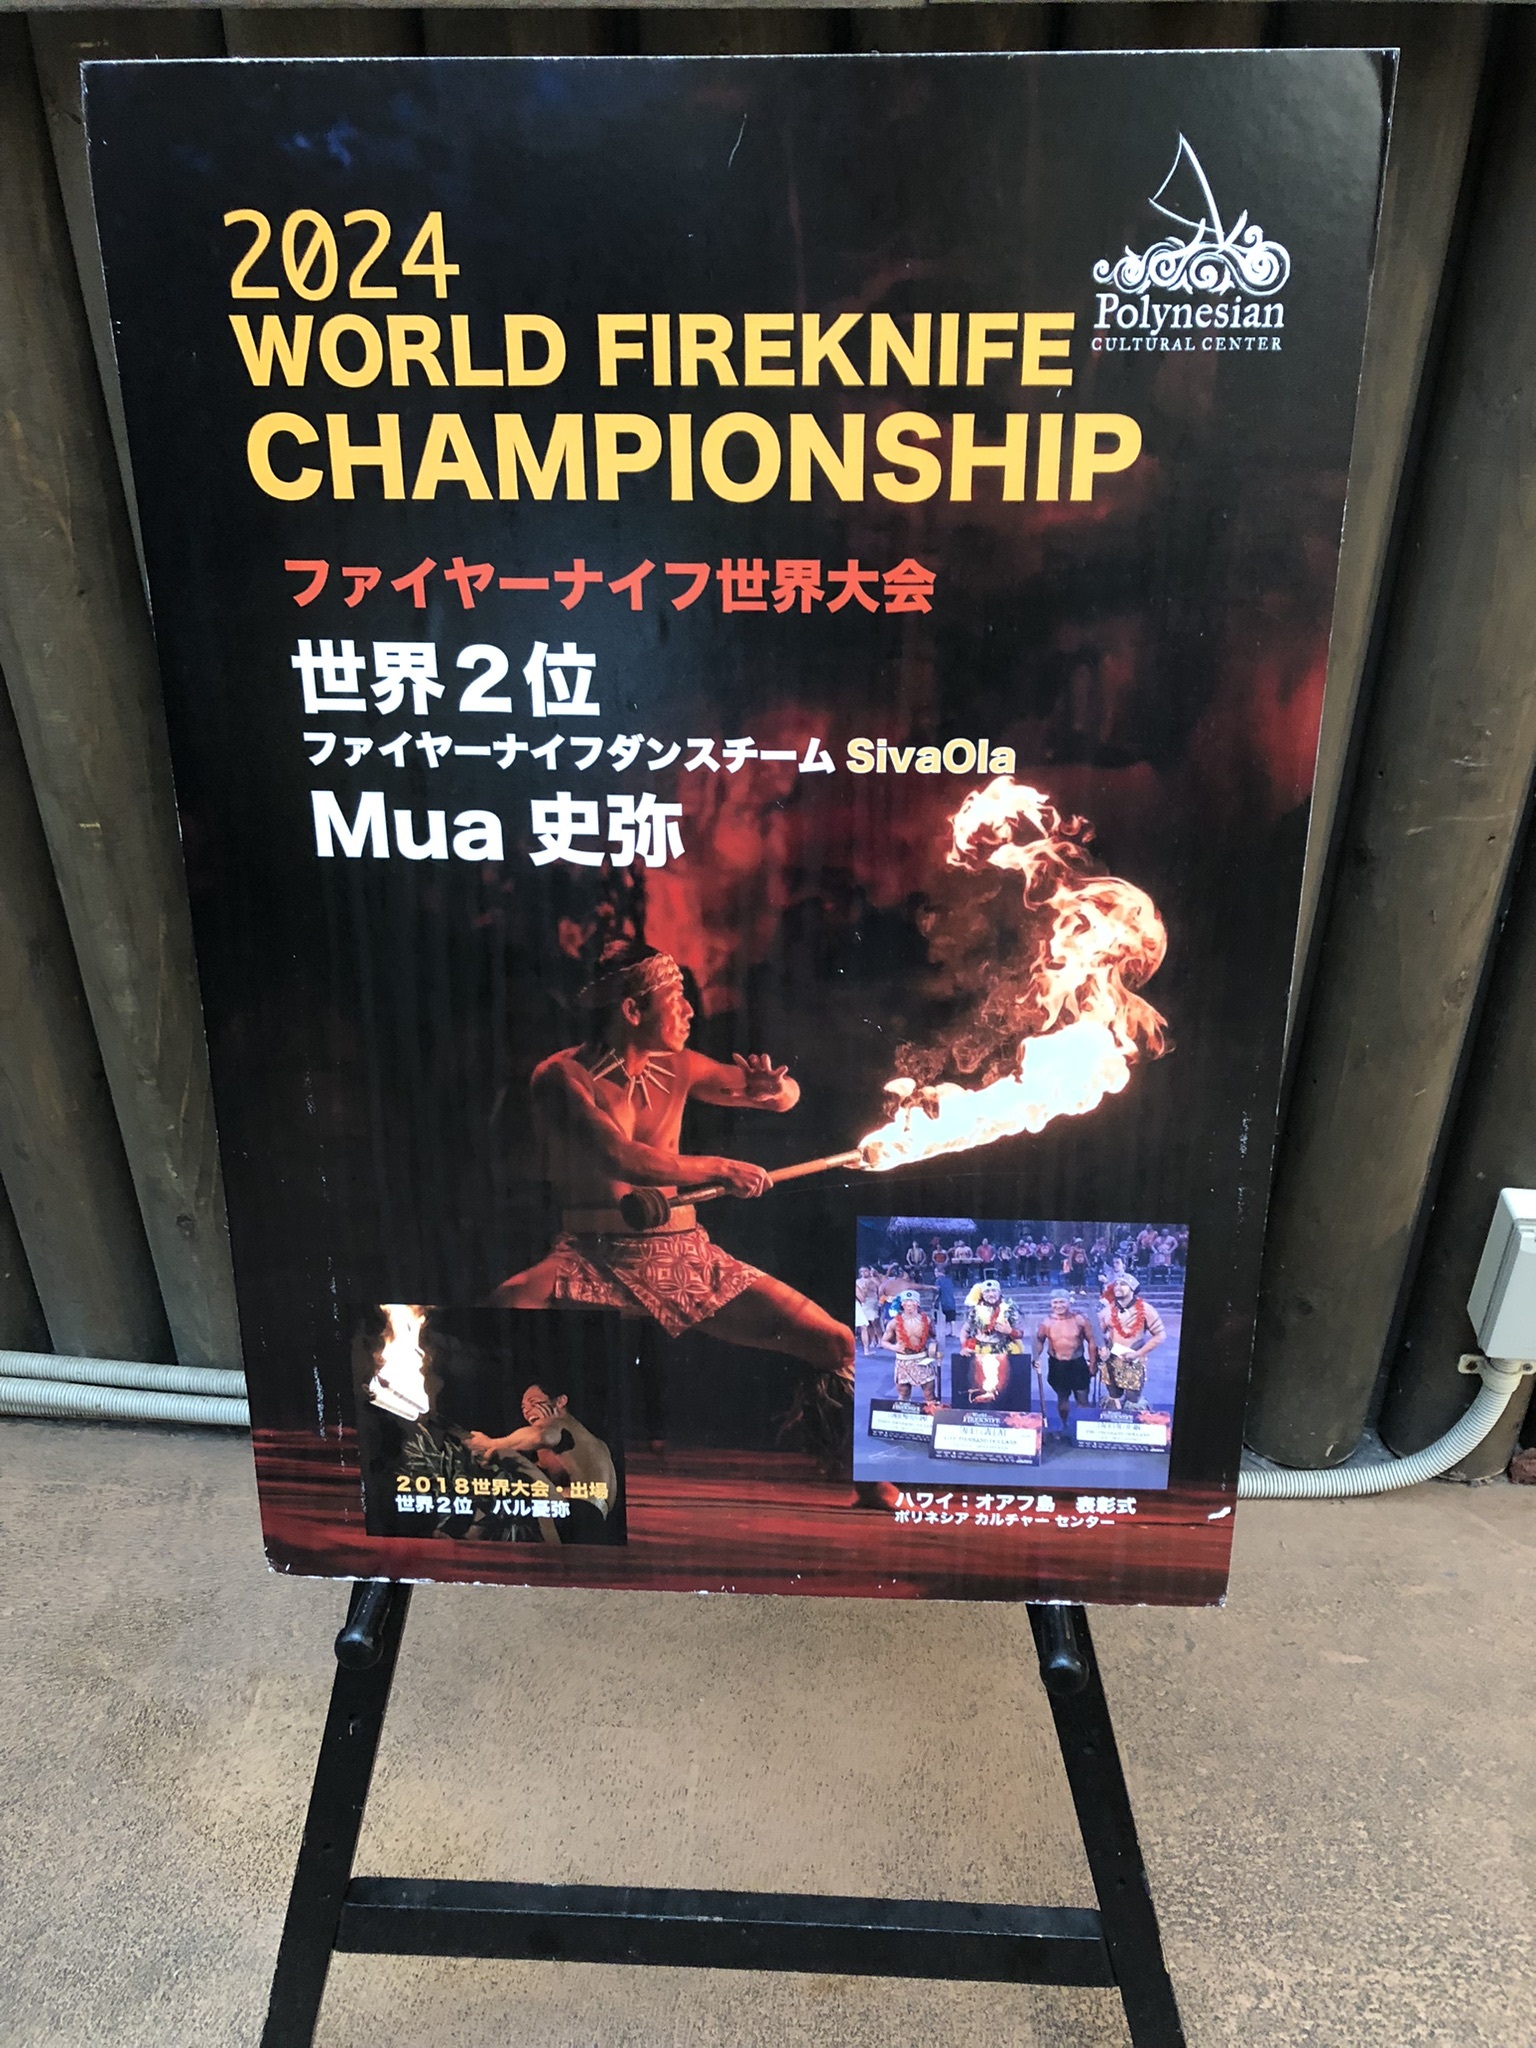 2024
WORLD FIREKNIFE
CHAMPIONSHIP
Polynesian
CULTURAL CENTER
ファイヤーナイフ世界大会
世界２位
ファイヤーナイフダンスチーム SivaOla
Mua 史弥
２０１８世界大会・出場
世界２位 バル憂弥
ハワイ：オアフ島 表彰式
ポリネシア カルチャー センター
FIREKNIFE